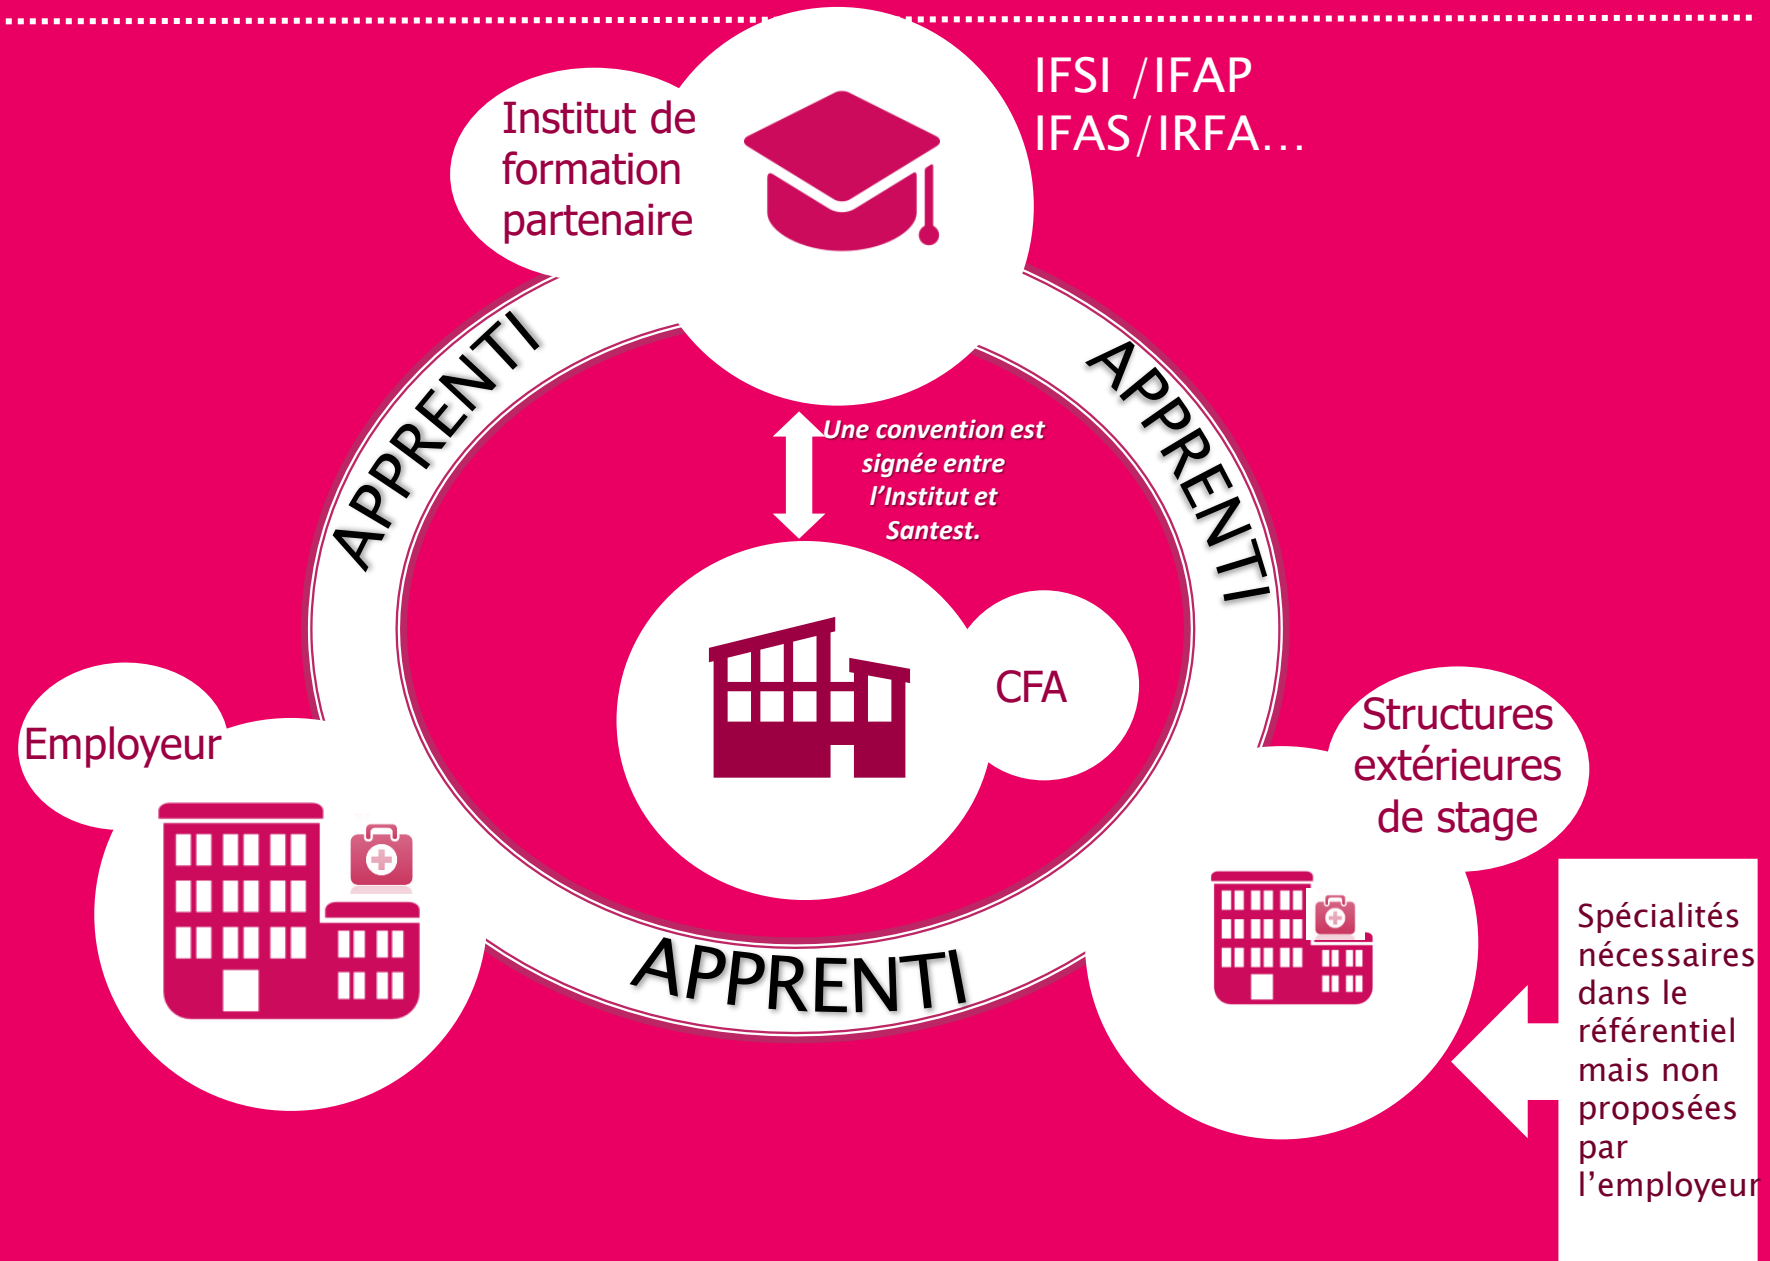 IFSI /IFAP
IFAS/IRFA...
Institut de
formation
partenaire
APPRENTI
APPRENTI
Une convention est
signée entre
l’Institut et
Santest.
CFA
Employeur
Structures
extérieures
de stage
APPRENTI
Spécialités
nécessaires
dans le
référentiel
mais non
proposées
par
l’employeur